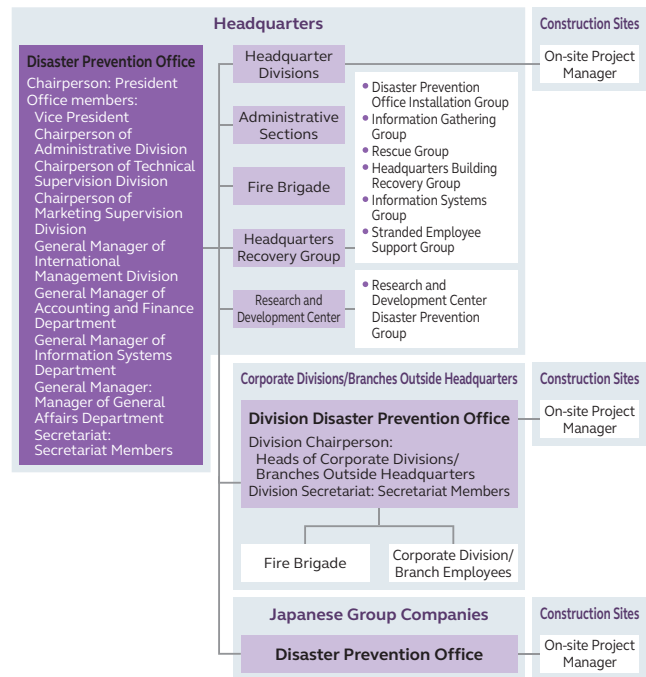 Headquarters
Disaster Prevention Office
Chairperson: President
Office members:
Vice President
Chairperson of
Administrative Division
Chairperson of Technical
Supervision Division
Chairperson of
Marketing Supervision
Division
General Manager of
International
Management Division
General Manager of
Accounting and Finance
Department
General Manager of
Information Systems
Department
General Manager:
Manager of General
Affairs Department
Secretariat:
Secretariat Members
Headquarter
Divisions
Administrative
Sections
Fire Brigade
Headquarters
Recovery Group
Research and
Development Center
• Disaster Prevention
Office Installation Group
• Information Gathering
Group
• Rescue Group
• Headquarters Building
Recovery Group
• Information Systems
Group
• Stranded Employee
Support Group
• Research and
Development Center
Disaster Prevention
Group
Construction Sites
On-site Project
Manager
Corporate Divisions/Branches Outside Headquarters
Division Disaster Prevention Office
Division Chairperson:
Heads of Corporate Divisions/
Branches Outside Headquarters
Division Secretariat: Secretariat Members
Fire Brigade
Corporate Division/
Branch Employees
Construction Sites
On-site Project
Manager
Japanese Group Companies
Disaster Prevention Office
Construction Sites
On-site Project
Manager